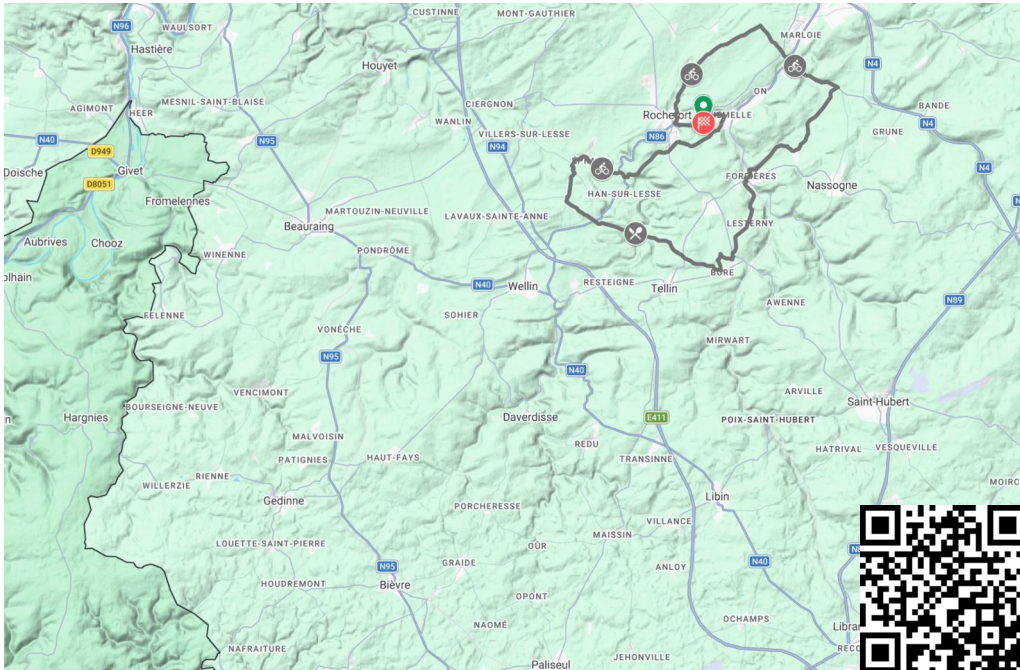 CUSTINNE
MONT-GAUTHIER
N96
WAULSORT
MARLOIE
Hastière
Houyet
N4
AGIMONT
MESNIL-SAINT-BLAISE
CIERGNON
ON
BANDE
HEER
WANLIN
Rochefort
N4
VILLERS-SUR-LESSE
N86
GRUNE
N40
N95
N94
D949
Doische
Givet
N4
FORRIÈRES
D8051
Nassogne
HAN-SUR-LESSE
Fromelennes
MARTOUZIN-NEUVILLE
LAVAUX-SAINTE-ANNE
LESTERNY
Beauraing
Aubrives
Chooz
WINENNE
PONDRÔME
BURE
N40
Wellin
RESTEIGNE
Tellin
AWENNE
N89
FELENNE
SOHIER
VONÊCHE
MIRWART
N95
N40
VENCIMONT
ARVILLE
Saint-Hubert
BOURSEIGNE-NEUVE
Hargnies
Daverdisse
E411
POIX-SAINT-HUBERT
MALVOISIN
REDU
HATRIVAL
VESQUEVILLE
PATIGNIES
HAUT-FAYS
TRANSINNE
RIENNE
WILLERZIE
Gedinne
Libin
PORCHERESSE
VILLANCE
MAISSIN
LOUETTE-SAINT-PIERRE
OUR
N95
GRAIDE
N40
ANLOY
HOUDREMONT
Bièvre
OPONT
NAOMÉ
OCHAMPS
NAFRAITURE
Paliseul
JEHONVILLE